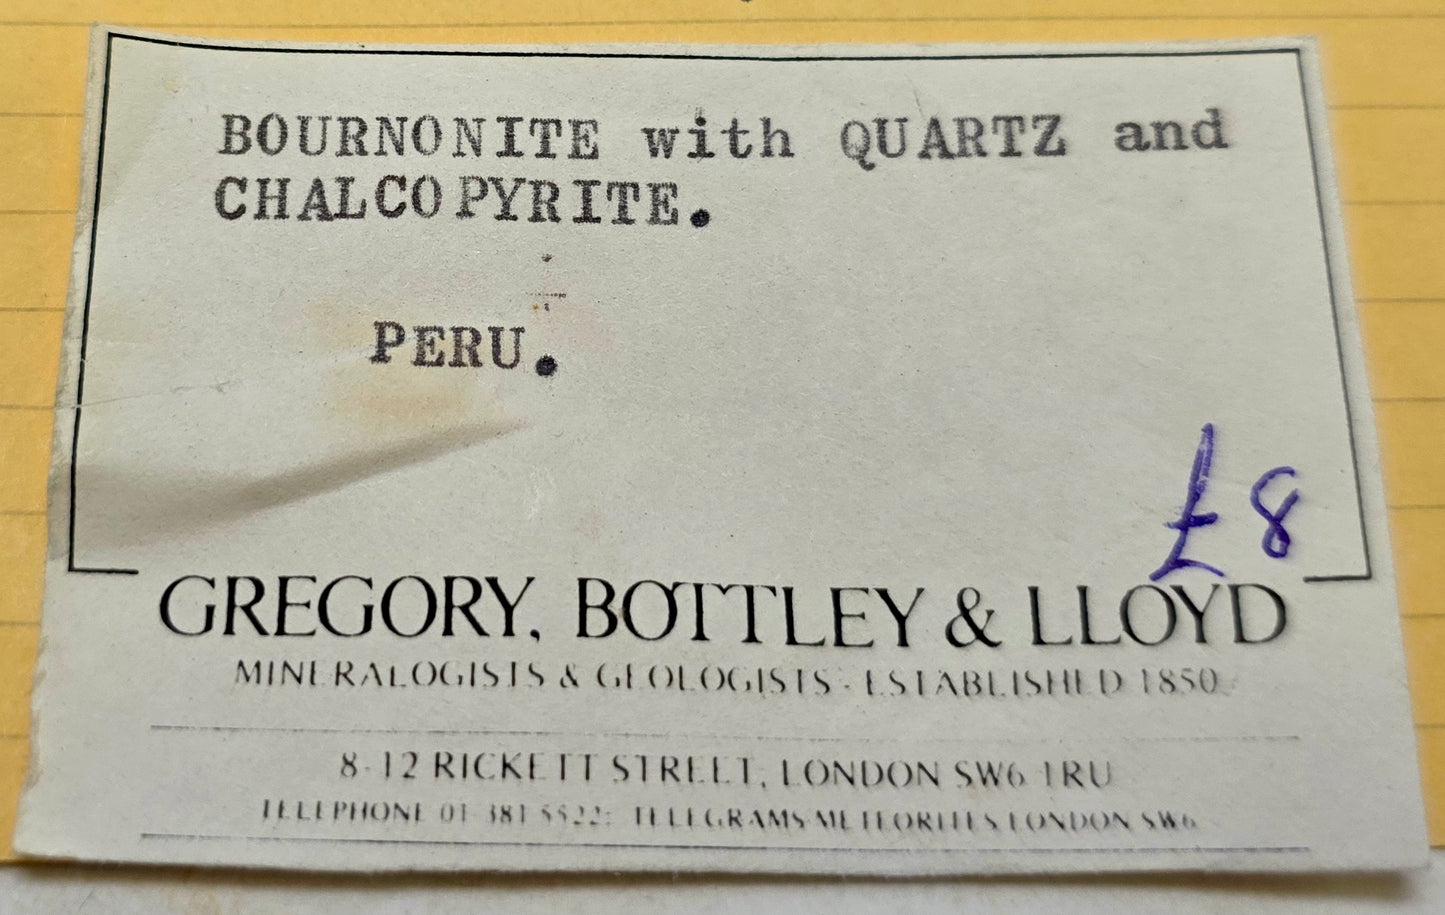 BOURNONITE with QUARTZ and
CHALCOPYRITE.
PERU.
£8
GREGORY, BOTTLEY & LLOYD
MINERALOGISTS & GEOLOGISTS · ESTABLISHED 1850
8-12 RICKETT STREET, LONDON SW6 1RU
TELEPHONE 01 381 5522: TELEGRAMS METEORITES LONDON SW6